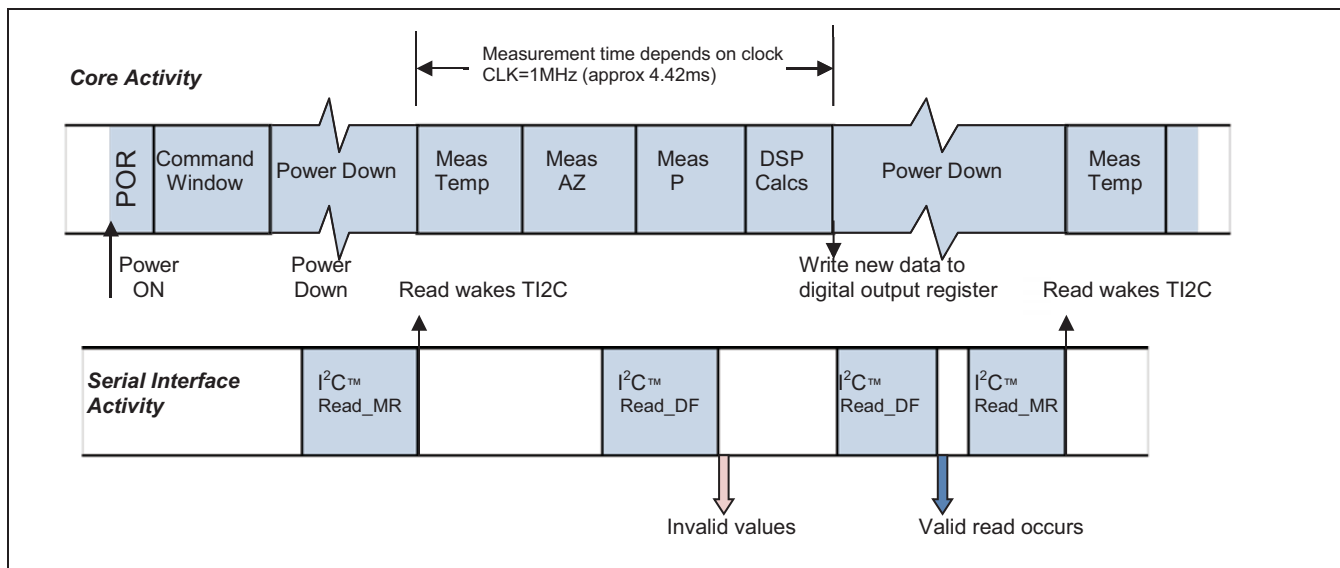 Measurement time depends on clock
CLK=1MHz (approx 4.42ms)
Core Activity
POR
Command
Window
Power Down
Meas
Temp
Meas
AZ
Meas
P
DSP
Calcs
Power Down
Meas
Temp
Power
ON
Power
Down
Read wakes TI2C
Write new data to
digital output register
Read wakes TI2C
Serial Interface
Activity
I²C™
Read_MR
I²C™
Read_DF
I²C™
Read_DF
I²C™
Read_MR
Invalid values
Valid read occurs